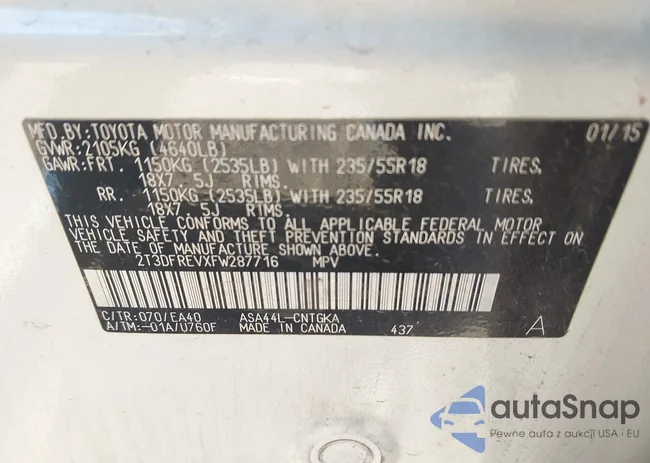 MFD.BY:TOYOTA MOTOR MANUFACTURING CANADA INC. 01/15
GVWR:2105KG (4640LB)
GAWR:FRT. 1150KG (2535LB) WITH 235/55R18 TIRES.
18X7.5J RIMS.
RR. 1150KG (2535LB) WITH 235/55R18 TIRES.
18X7.5J RIMS.
THIS VEHICLE CONFORMS TO ALL APPLICABLE FEDERAL MOTOR
VEHICLE SAFETY AND THEFT PREVENTION STANDARDS IN EFFECT ON
THE DATE OF MANUFACTURE SHOWN ABOVE.
2T3DFREVXFW287716 MPV
C/TR:070/EA40 ASA44L-CNTGKA
A/TM:-01A/U760F MADE IN CANADA 437 A
autoSnap
Pewne auta z aukcji USA i EU